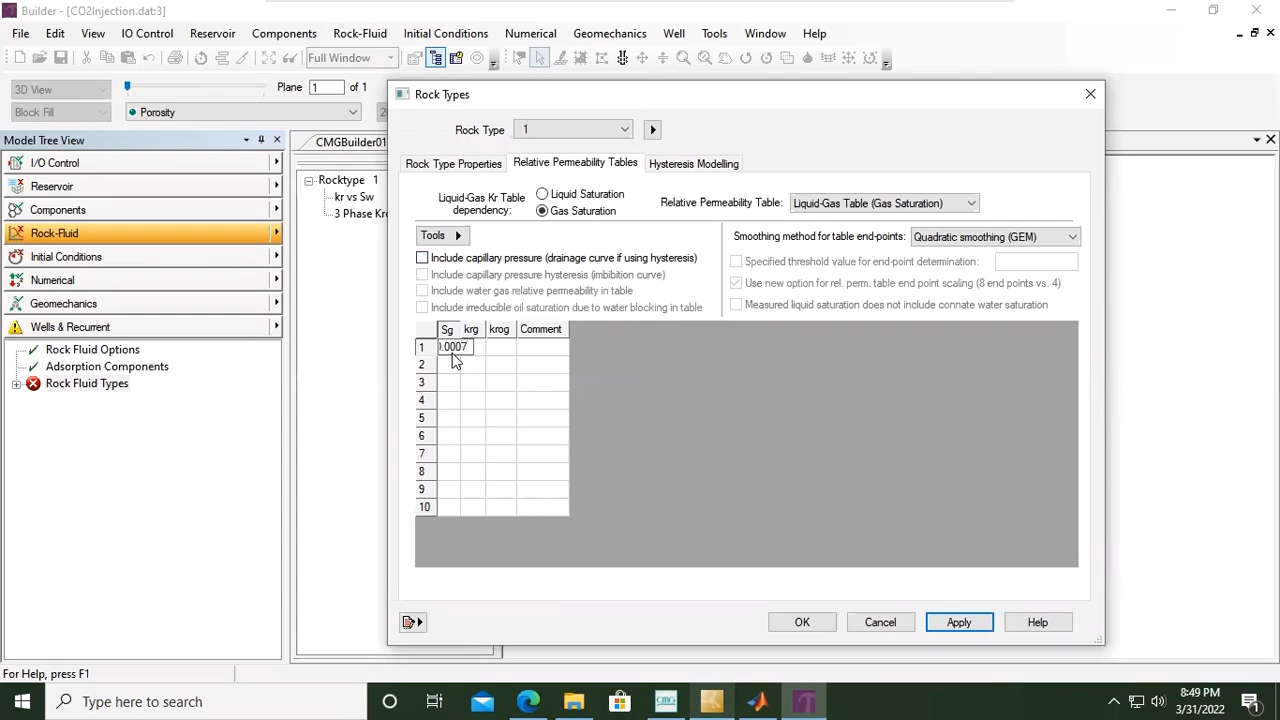 Builder - [CO2Injection.dat:3]
File Edit View IO Control Reservoir Components Rock-Fluid Initial Conditions Numerical Geomechanics Well Tools Window Help
Full Window
3D View
Plane 1 of 1
Block Fill
Porosity
Model Tree View
I/O Control
Reservoir
Components
Rock-Fluid
Initial Conditions
Numerical
Geomechanics
Wells & Recurrent
Rock Fluid Options
Adsorption Components
Rock Fluid Types
CMGBuilder01
Rocktype 1
kr vs Sw
3 Phase Kro
Rock Types
Rock Type 1
Rock Type Properties Relative Permeability Tables Hysteresis Modelling
Liquid-Gas Kr Table
dependency:
Liquid Saturation
Gas Saturation
Relative Permeability Table: Liquid-Gas Table (Gas Saturation)
Tools
Smoothing method for table end-points: Quadratic smoothing (GEM)
Include capillary pressure (drainage curve if using hysteresis)
Specified threshold value for end-point determination:
Include capillary pressure hysteresis (imbibition curve)
Use new option for rel. perm. table end point scaling (8 end points vs. 4)
Include water gas relative permeability in table
Measured liquid saturation does not include connate water saturation
Include irreducible oil saturation due to water blocking in table
Sg krg krog Comment
1 0.0007
2
3
4
5
6
7
8
9
10
OK Cancel Apply Help
For Help, press F1
Type here to search
8:49 PM
3/31/2022